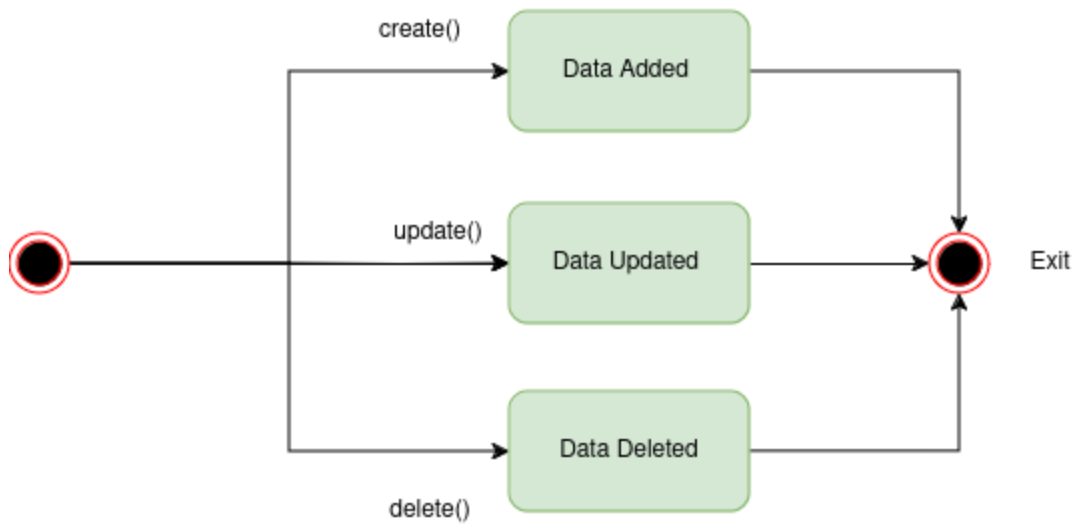 create()
Data Added
update()
Data Updated
Exit
Data Deleted
delete()